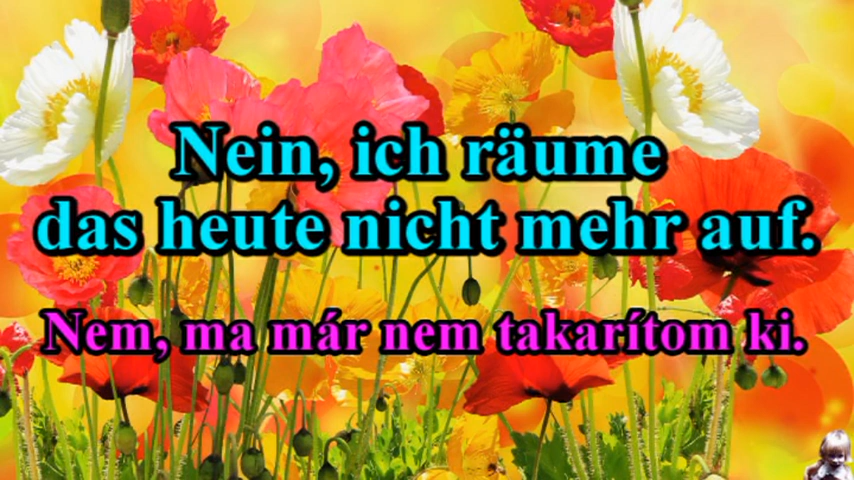 Nein, ich räume
das heute nicht mehr auf.
Nem, ma már nem takarítom ki.